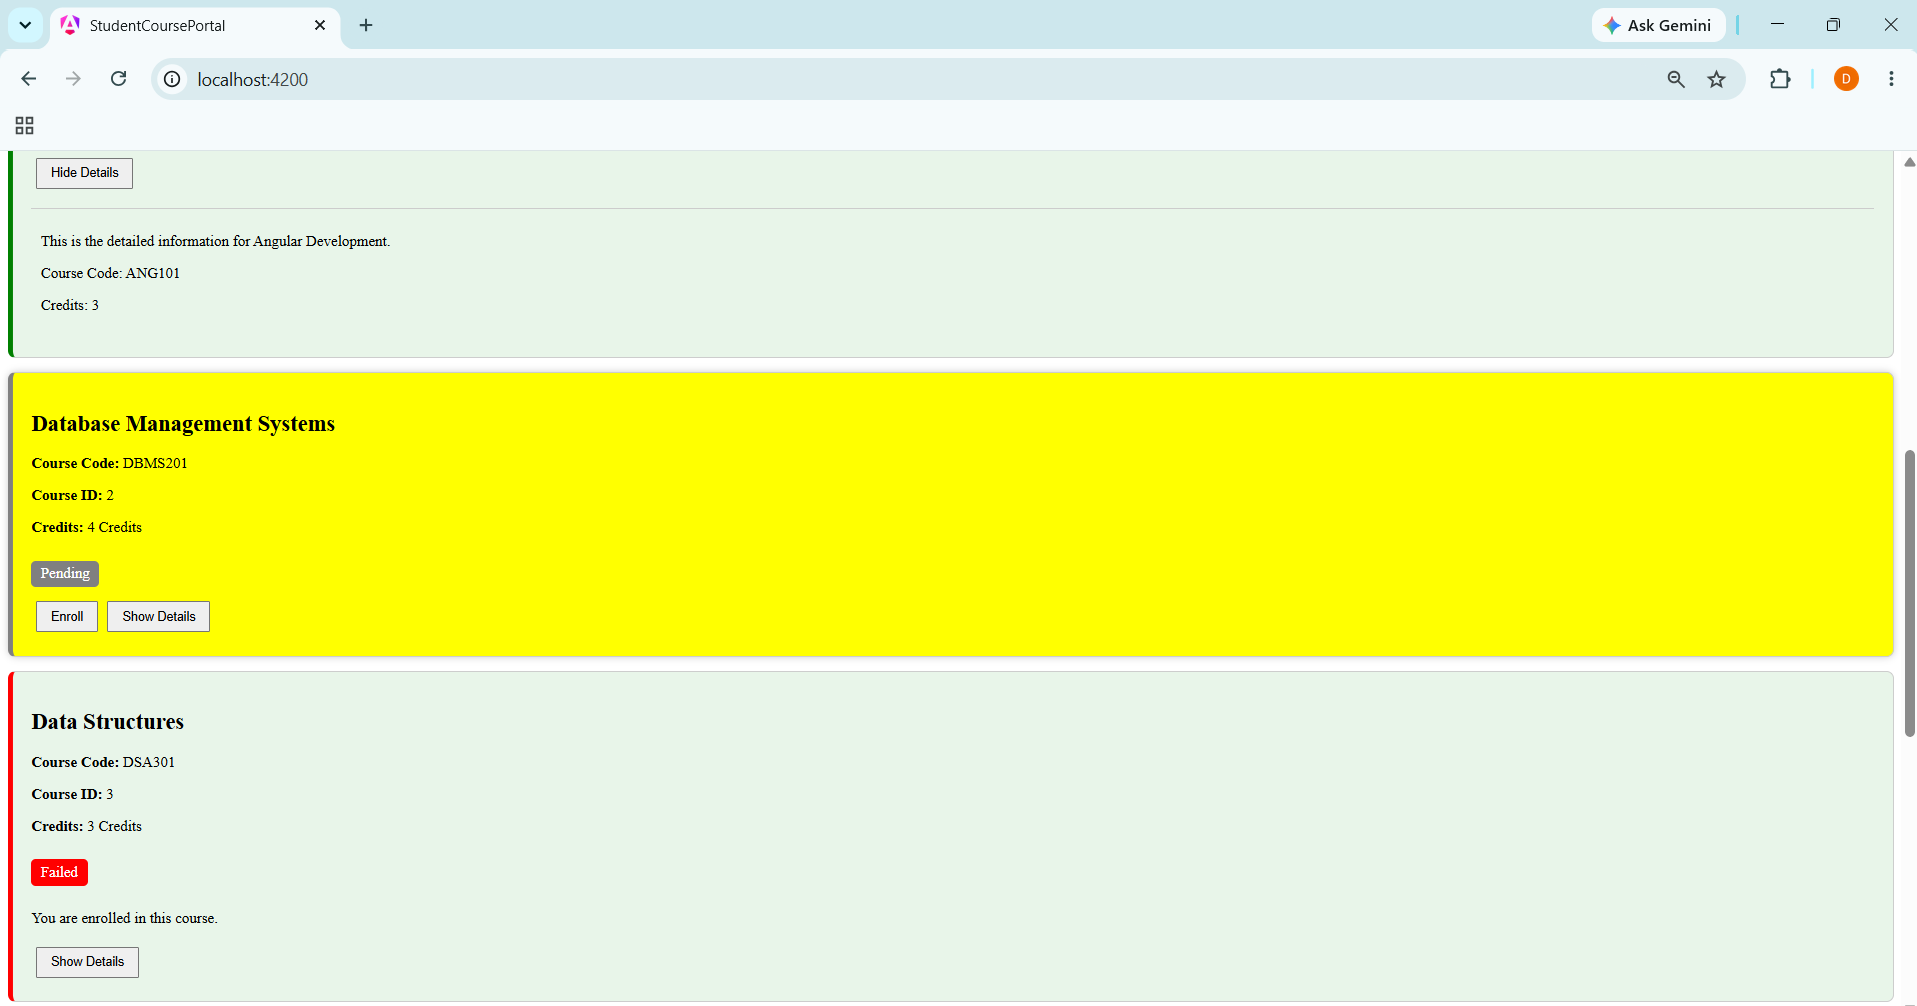 StudentCoursePortal
Ask Gemini
localhost:4200
D
Hide Details
This is the detailed information for Angular Development.
Course Code: ANG101
Credits: 3
Database Management Systems
Course Code: DBMS201
Course ID: 2
Credits: 4 Credits
Pending
Enroll Show Details
Data Structures
Course Code: DSA301
Course ID: 3
Credits: 3 Credits
Failed
You are enrolled in this course.
Show Details